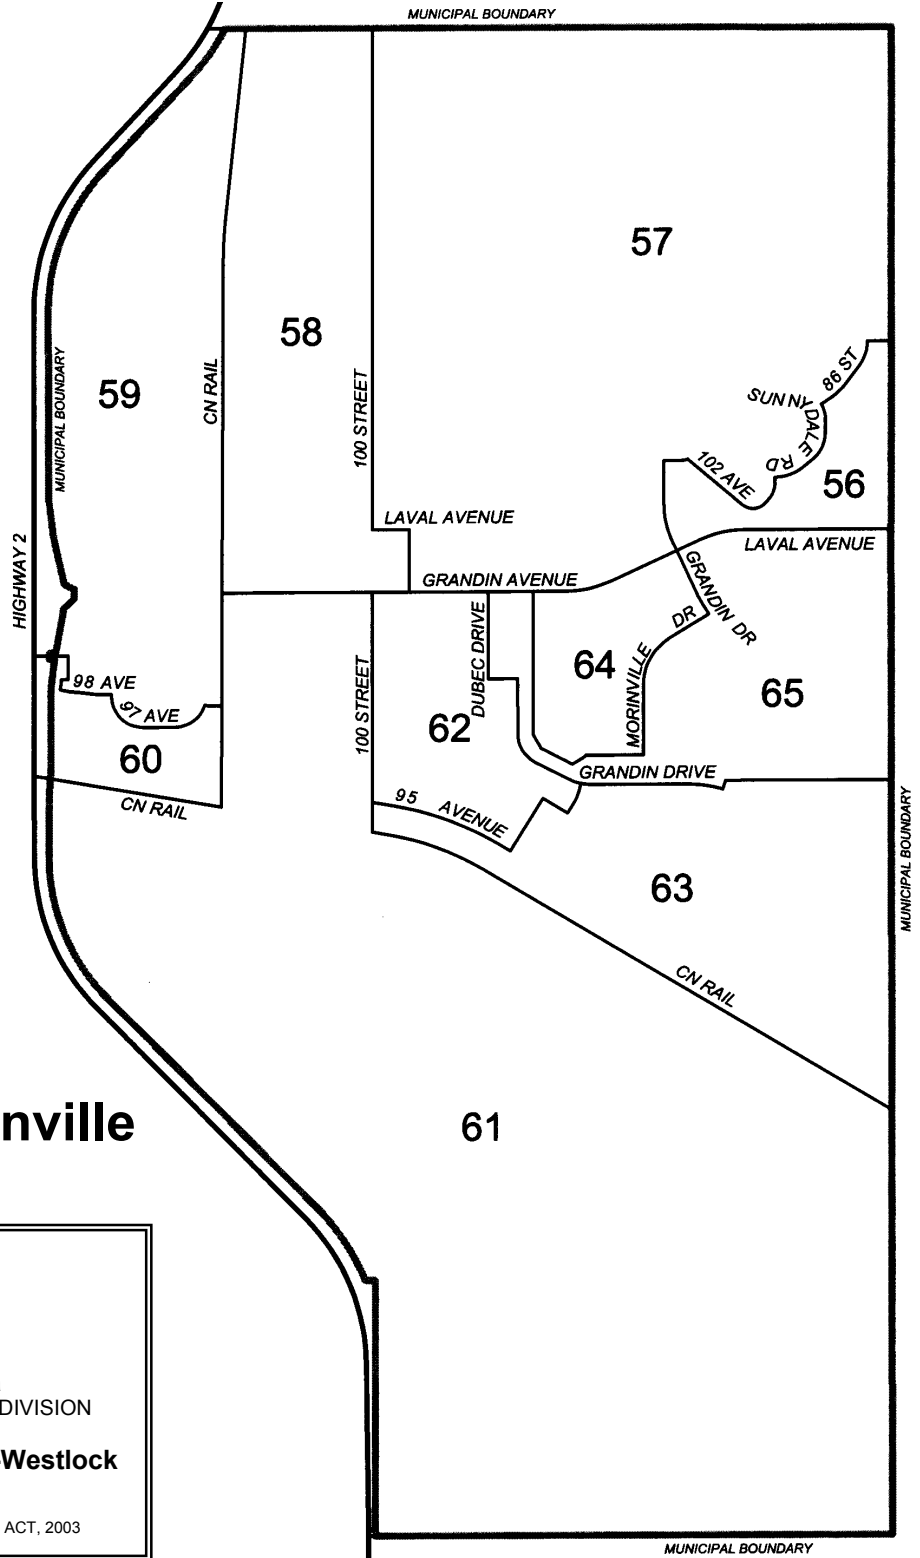 MUNICIPAL BOUNDARY
57
58
59
86 ST
SUNNYDALE RD
102 AVE
56
CN RAIL
100 STREET
MUNICIPAL BOUNDARY
HIGHWAY 2
LAVAL AVENUE
LAVAL AVENUE
GRANDIN AVENUE
GRANDIN DR
DUBEC DRIVE
MORINVILLE DR
64
65
98 AVE
97 AVE
60
CN RAIL
100 STREET
62
GRANDIN DRIVE
95 AVENUE
63
MUNICIPAL BOUNDARY
CN RAIL
61
nville
DIVISION
Westlock
ACT, 2003
MUNICIPAL BOUNDARY